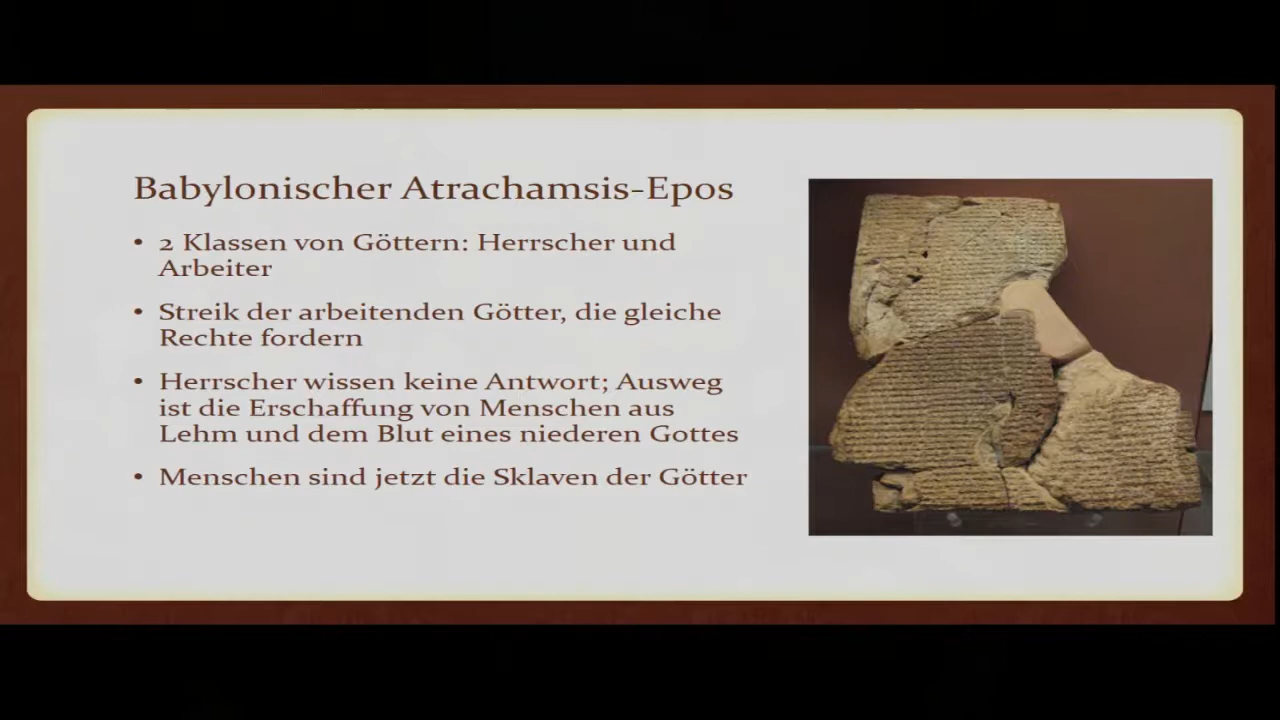 Babylonischer Atrachamsis-Epos
• 2 Klassen von Göttern: Herrscher und
Arbeiter
• Streik der arbeitenden Götter, die gleiche
Rechte fordern
• Herrscher wissen keine Antwort; Ausweg
ist die Erschaffung von Menschen aus
Lehm und dem Blut eines niederen Gottes
• Menschen sind jetzt die Sklaven der Götter